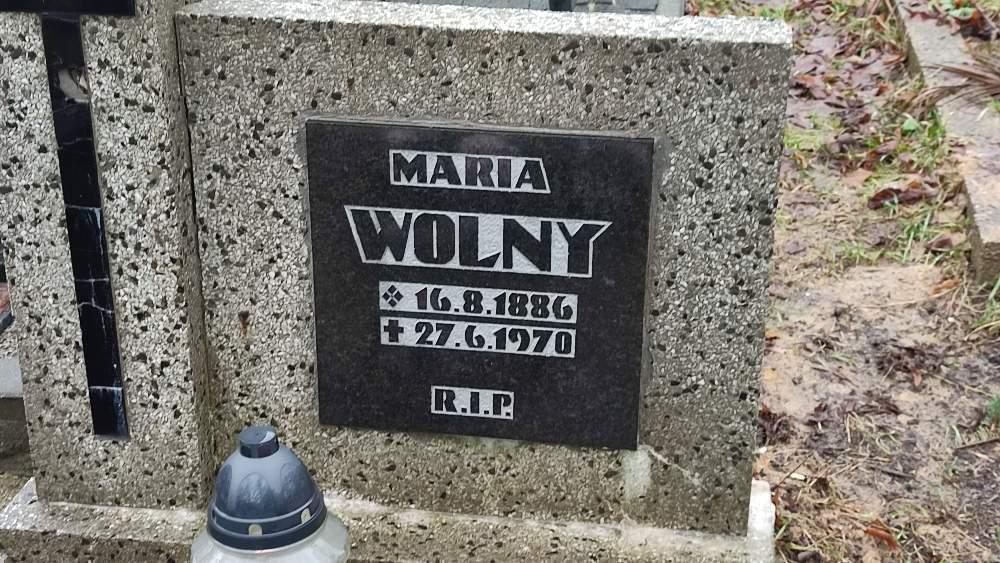 MARIA
WOLNY
❖ 16.8.1886
✝ 27.6.1970
R.I.P.